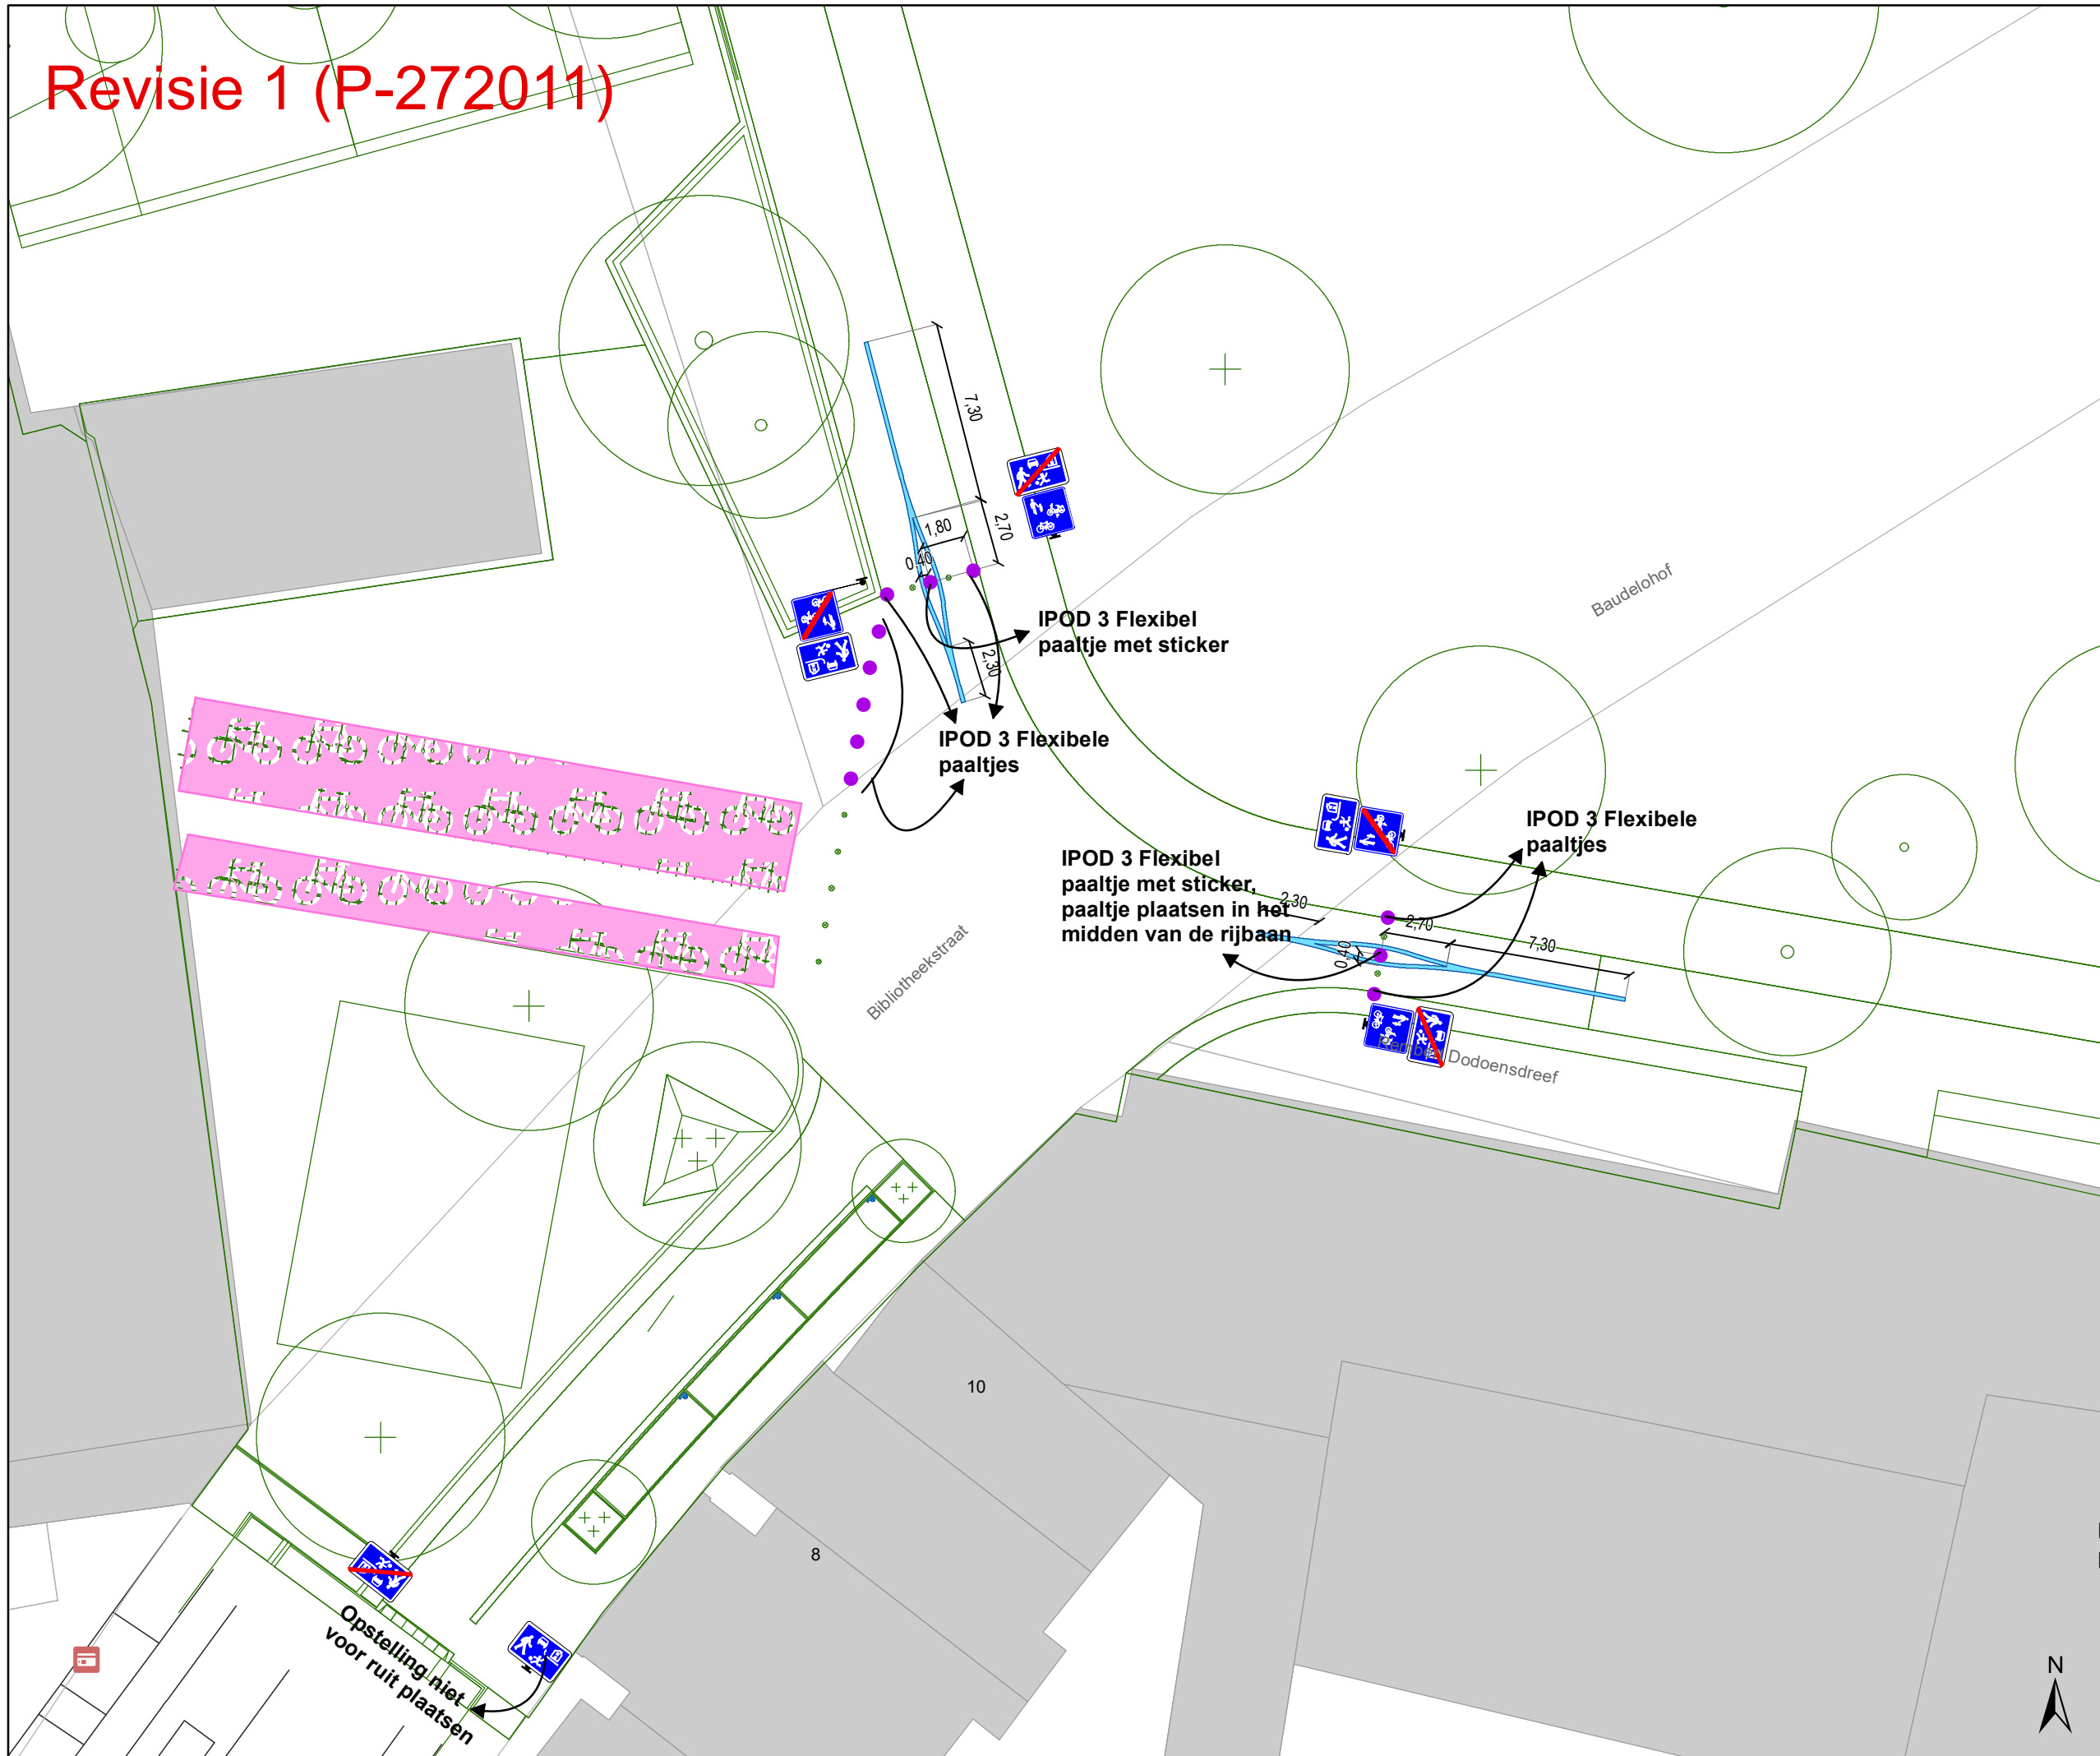 Revisie 1 (P-272011)
7,30
1,80
2,70
0,40
Baudelohof
IPOD 3 Flexibel
paaltje met sticker
2,30
IPOD 3 Flexibele
paaltjes
IPOD 3 Flexibele
paaltjes
IPOD 3 Flexibel
paaltje met sticker,
paaltje plaatsen in het
midden van de rijbaan
2,30
2,70
7,30
0,40
Bibliotheekstraat
Dodoensdreef
10
8
Opstelling niet
voor ruit plaatsen
N